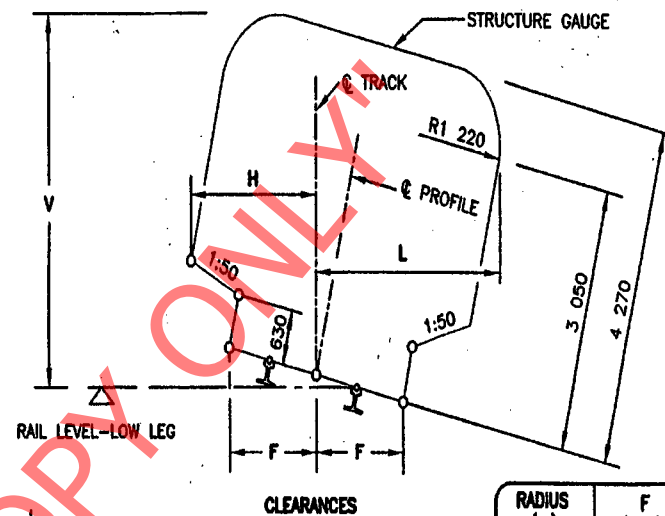 STRUCTURE GAUGE
℄ TRACK
R1 220
H
℄ PROFILE
V
L
1:50
1:50
630
3 050
4 270
RAIL LEVEL-LOW LEG
F
F
CLEARANCES
RADIUS
F
COPY ONLY"